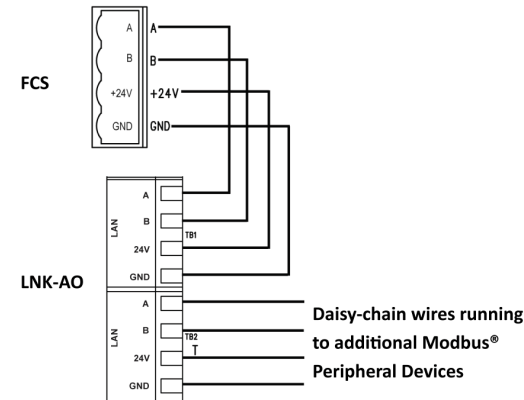 FCS
A A
B B
+24V +24V
GND GND
LNK-AO
LAN
A
B
TB1
24V
GND
LAN
A
B
TB2
T
24V
GND
Daisy-chain wires running
to additional Modbus®
Peripheral Devices